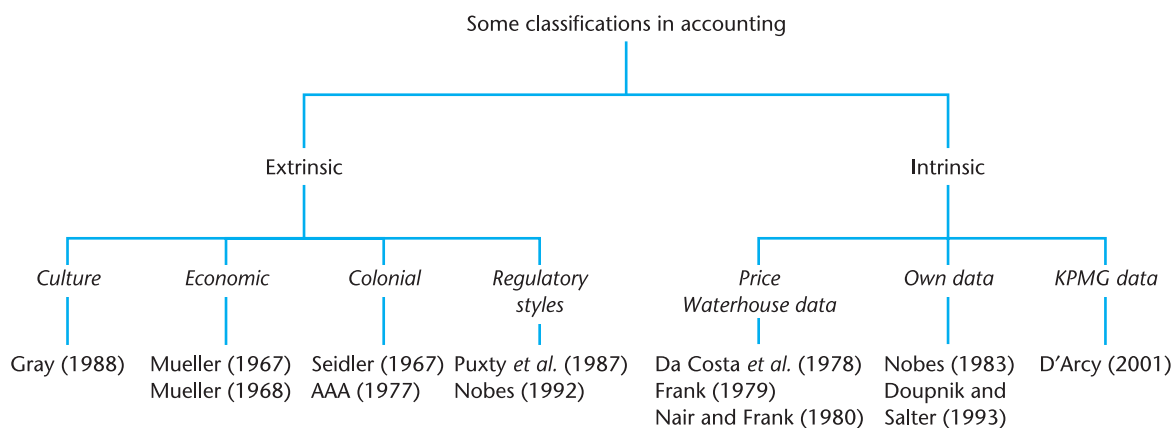 Some classifications in accounting
Extrinsic
Intrinsic
Culture
Economic
Colonial
Regulatory
styles
Price
Waterhouse data
Own data
KPMG data
Gray (1988)
Mueller (1967)
Mueller (1968)
Seidler (1967)
AAA (1977)
Puxty et al. (1987)
Nobes (1992)
Da Costa et al. (1978)
Frank (1979)
Nair and Frank (1980)
Nobes (1983)
Doupnik and
Salter (1993)
D’Arcy (2001)